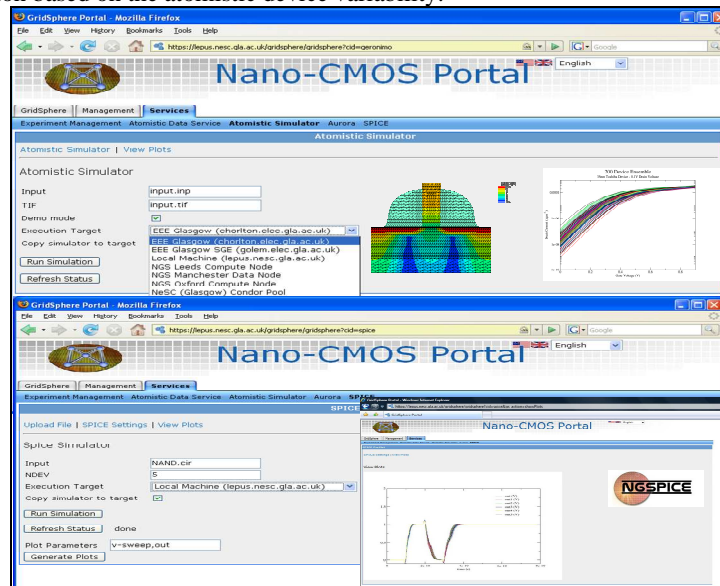 on based on the atomistic device variability.
GridSphere Portal - Mozilla Firefox
File Edit View History Bookmarks Tools Help
https://lepus.nesc.gla.ac.uk/gridsphere/gridsphere?cid=geronimo
G Google
Nano-CMOS Portal
English
GridSphere Management Services
Experiment Management Atomistic Data Service Atomistic Simulator Aurora SPICE
Atomistic Simulator
Atomistic Simulator | View Plots
Atomistic Simulator
Input input.inp
TIF input.tif
Demo mode
Execution Target EEE Glasgow (chorlton.elec.gla.ac.uk)
Copy simulator to target
EEE Glasgow (chorlton.elec.gla.ac.uk)
EEE Glasgow SGE (golem.elec.gla.ac.uk)
Local Machine (lepus.nesc.gla.ac.uk)
NGS Leeds Compute Node
NGS Manchester Data Node
NGS Oxford Compute Node
NeSC (Glasgow) Condor Pool
Run Simulation
Refresh Status
GridSphere Portal - Mozilla Firefox
File Edit View History Bookmarks Tools Help
https://lepus.nesc.gla.ac.uk/gridsphere/gridsphere?cid=spice
G Google
Nano-CMOS Portal
English
GridSphere Management Services
Experiment Management Atomistic Data Service Atomistic Simulator Aurora SPICE
SPICE
Upload File | SPICE Settings | View Plots
Spice Simulator
Input NAND.cir
NDEV 5
Execution Target Local Machine (lepus.nesc.gla.ac.uk)
Copy simulator to target
Run Simulation
Refresh Status done
Plot Parameters v-sweep,out
Generate Plots
Nano-CMOS Portal
NGSPICE